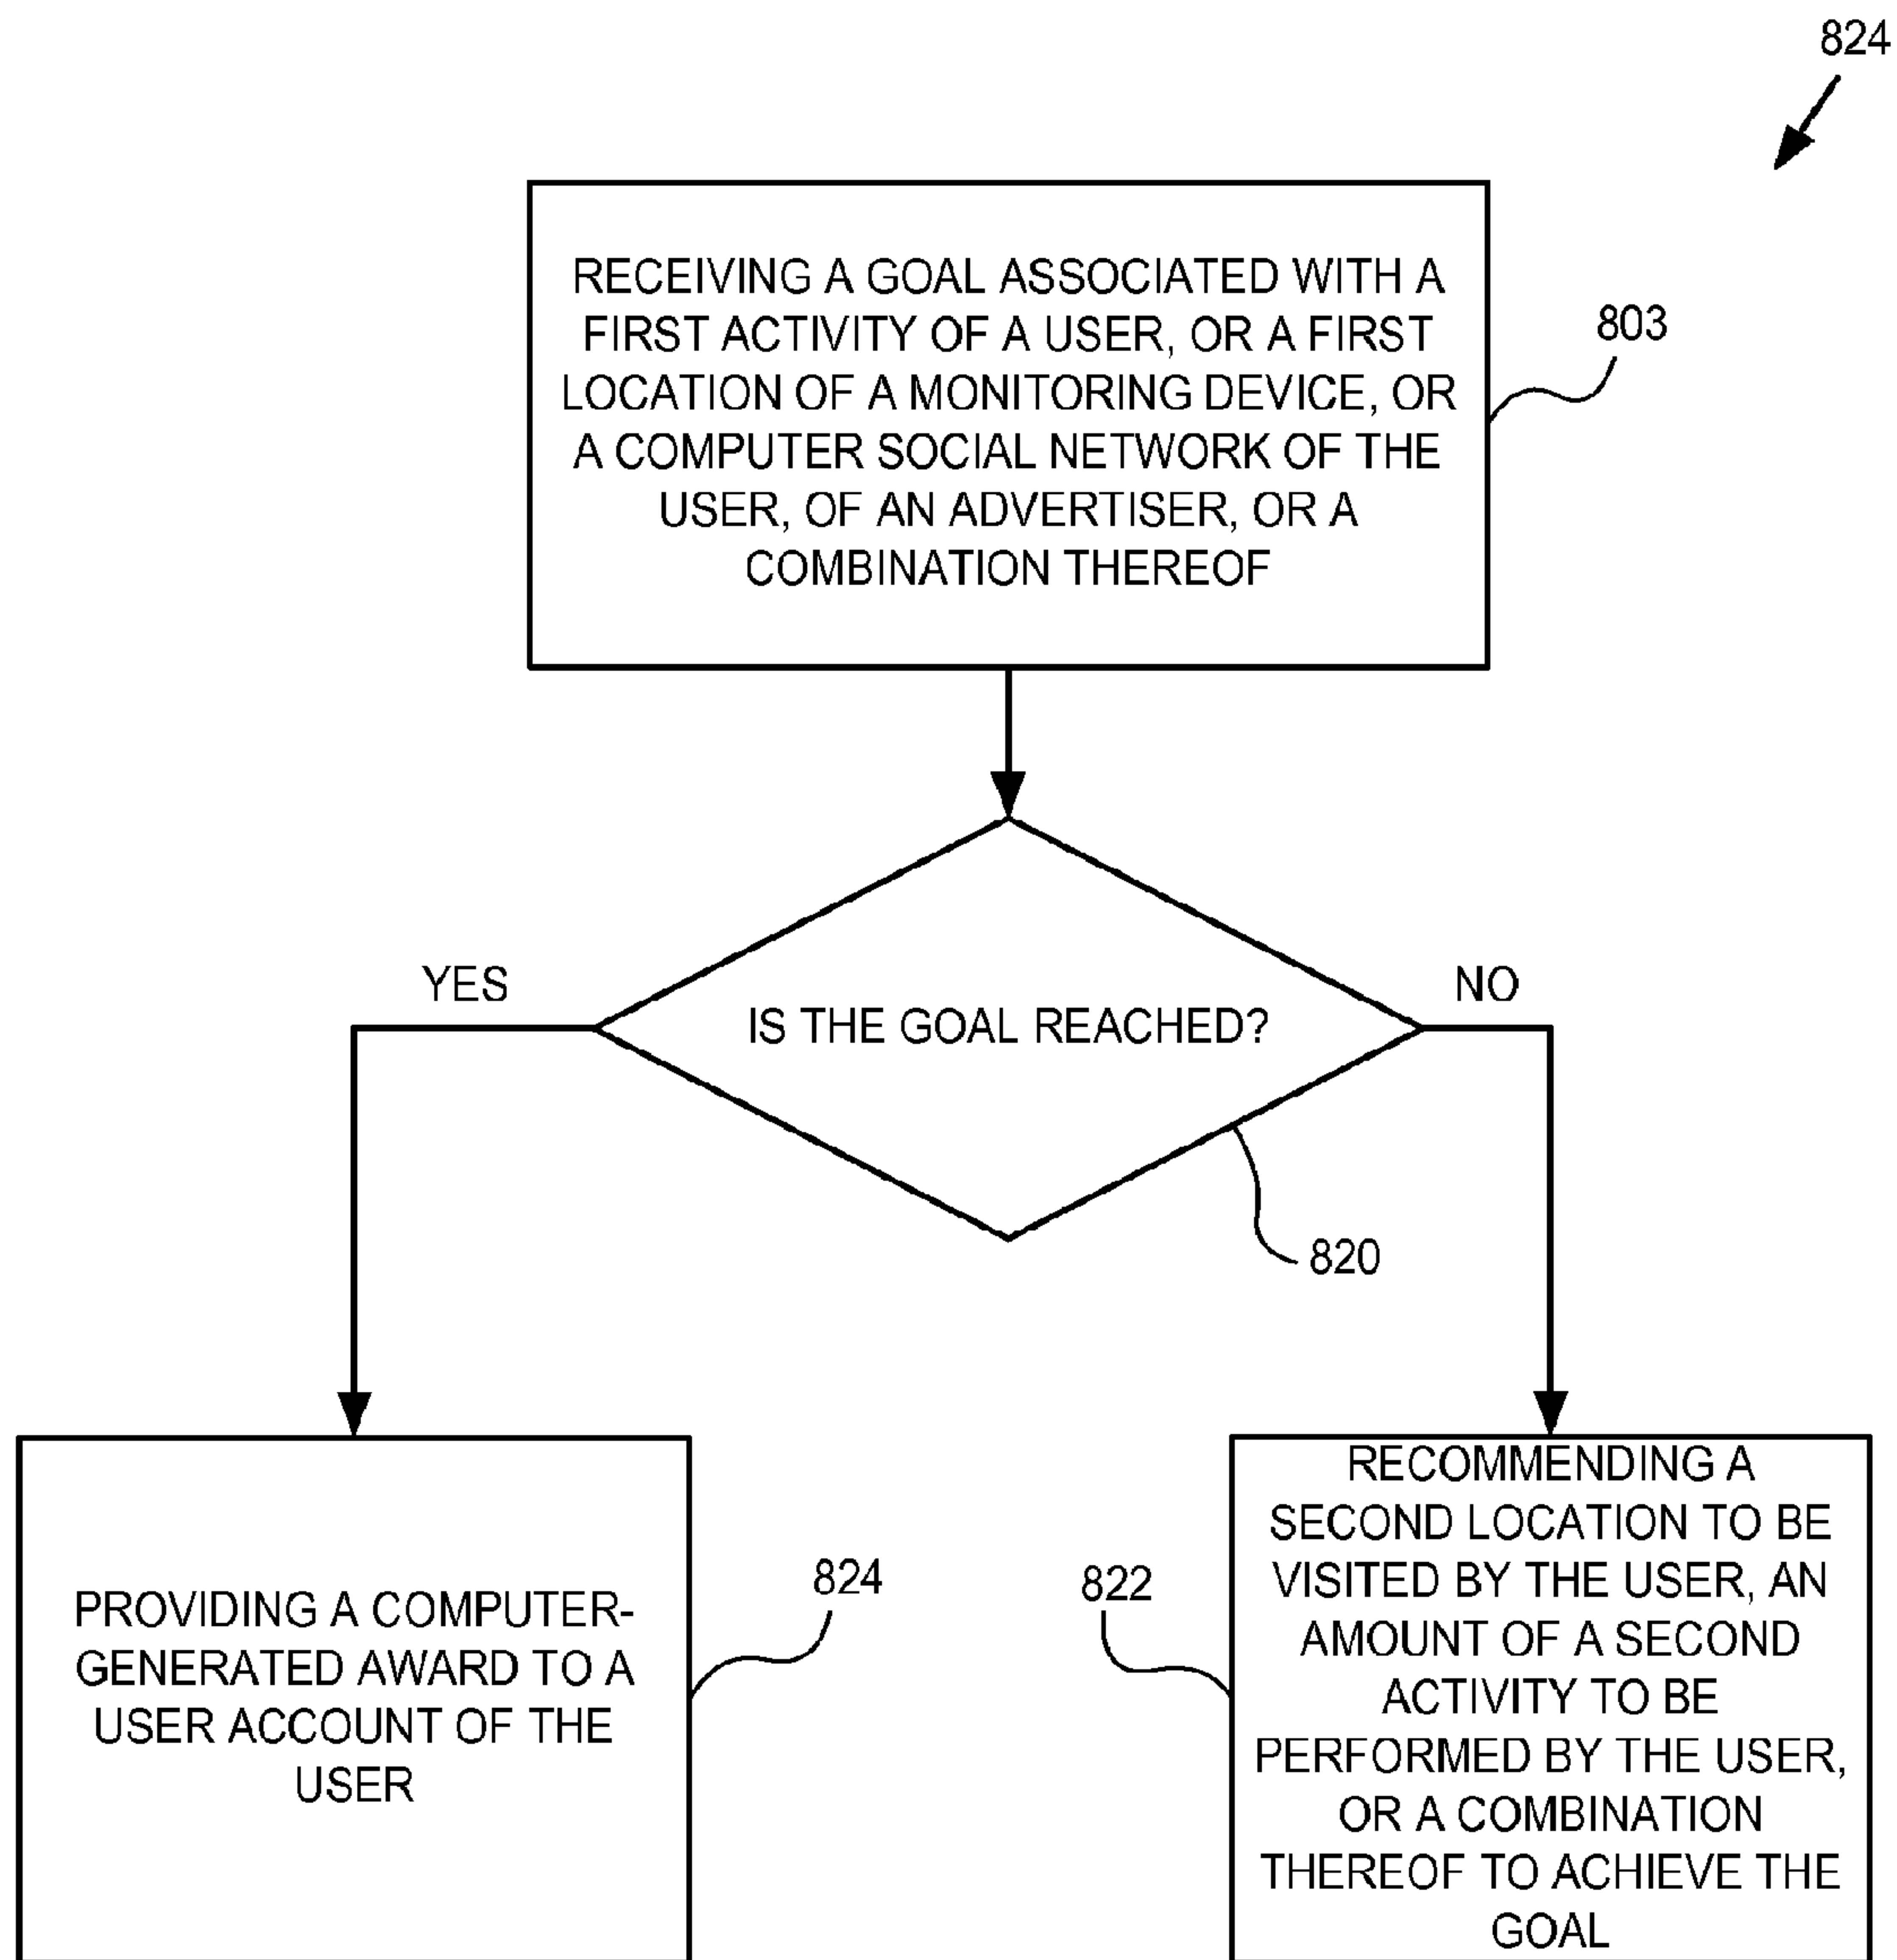 824
RECEIVING A GOAL ASSOCIATED WITH A
FIRST ACTIVITY OF A USER, OR A FIRST
LOCATION OF A MONITORING DEVICE, OR
A COMPUTER SOCIAL NETWORK OF THE
USER, OF AN ADVERTISER, OR A
COMBINATION THEREOF
803
YES
IS THE GOAL REACHED?
NO
820
PROVIDING A COMPUTER-
GENERATED AWARD TO A
USER ACCOUNT OF THE
USER
824
822
RECOMMENDING A
SECOND LOCATION TO BE
VISITED BY THE USER, AN
AMOUNT OF A SECOND
ACTIVITY TO BE
PERFORMED BY THE USER,
OR A COMBINATION
THEREOF TO ACHIEVE THE
GOAL